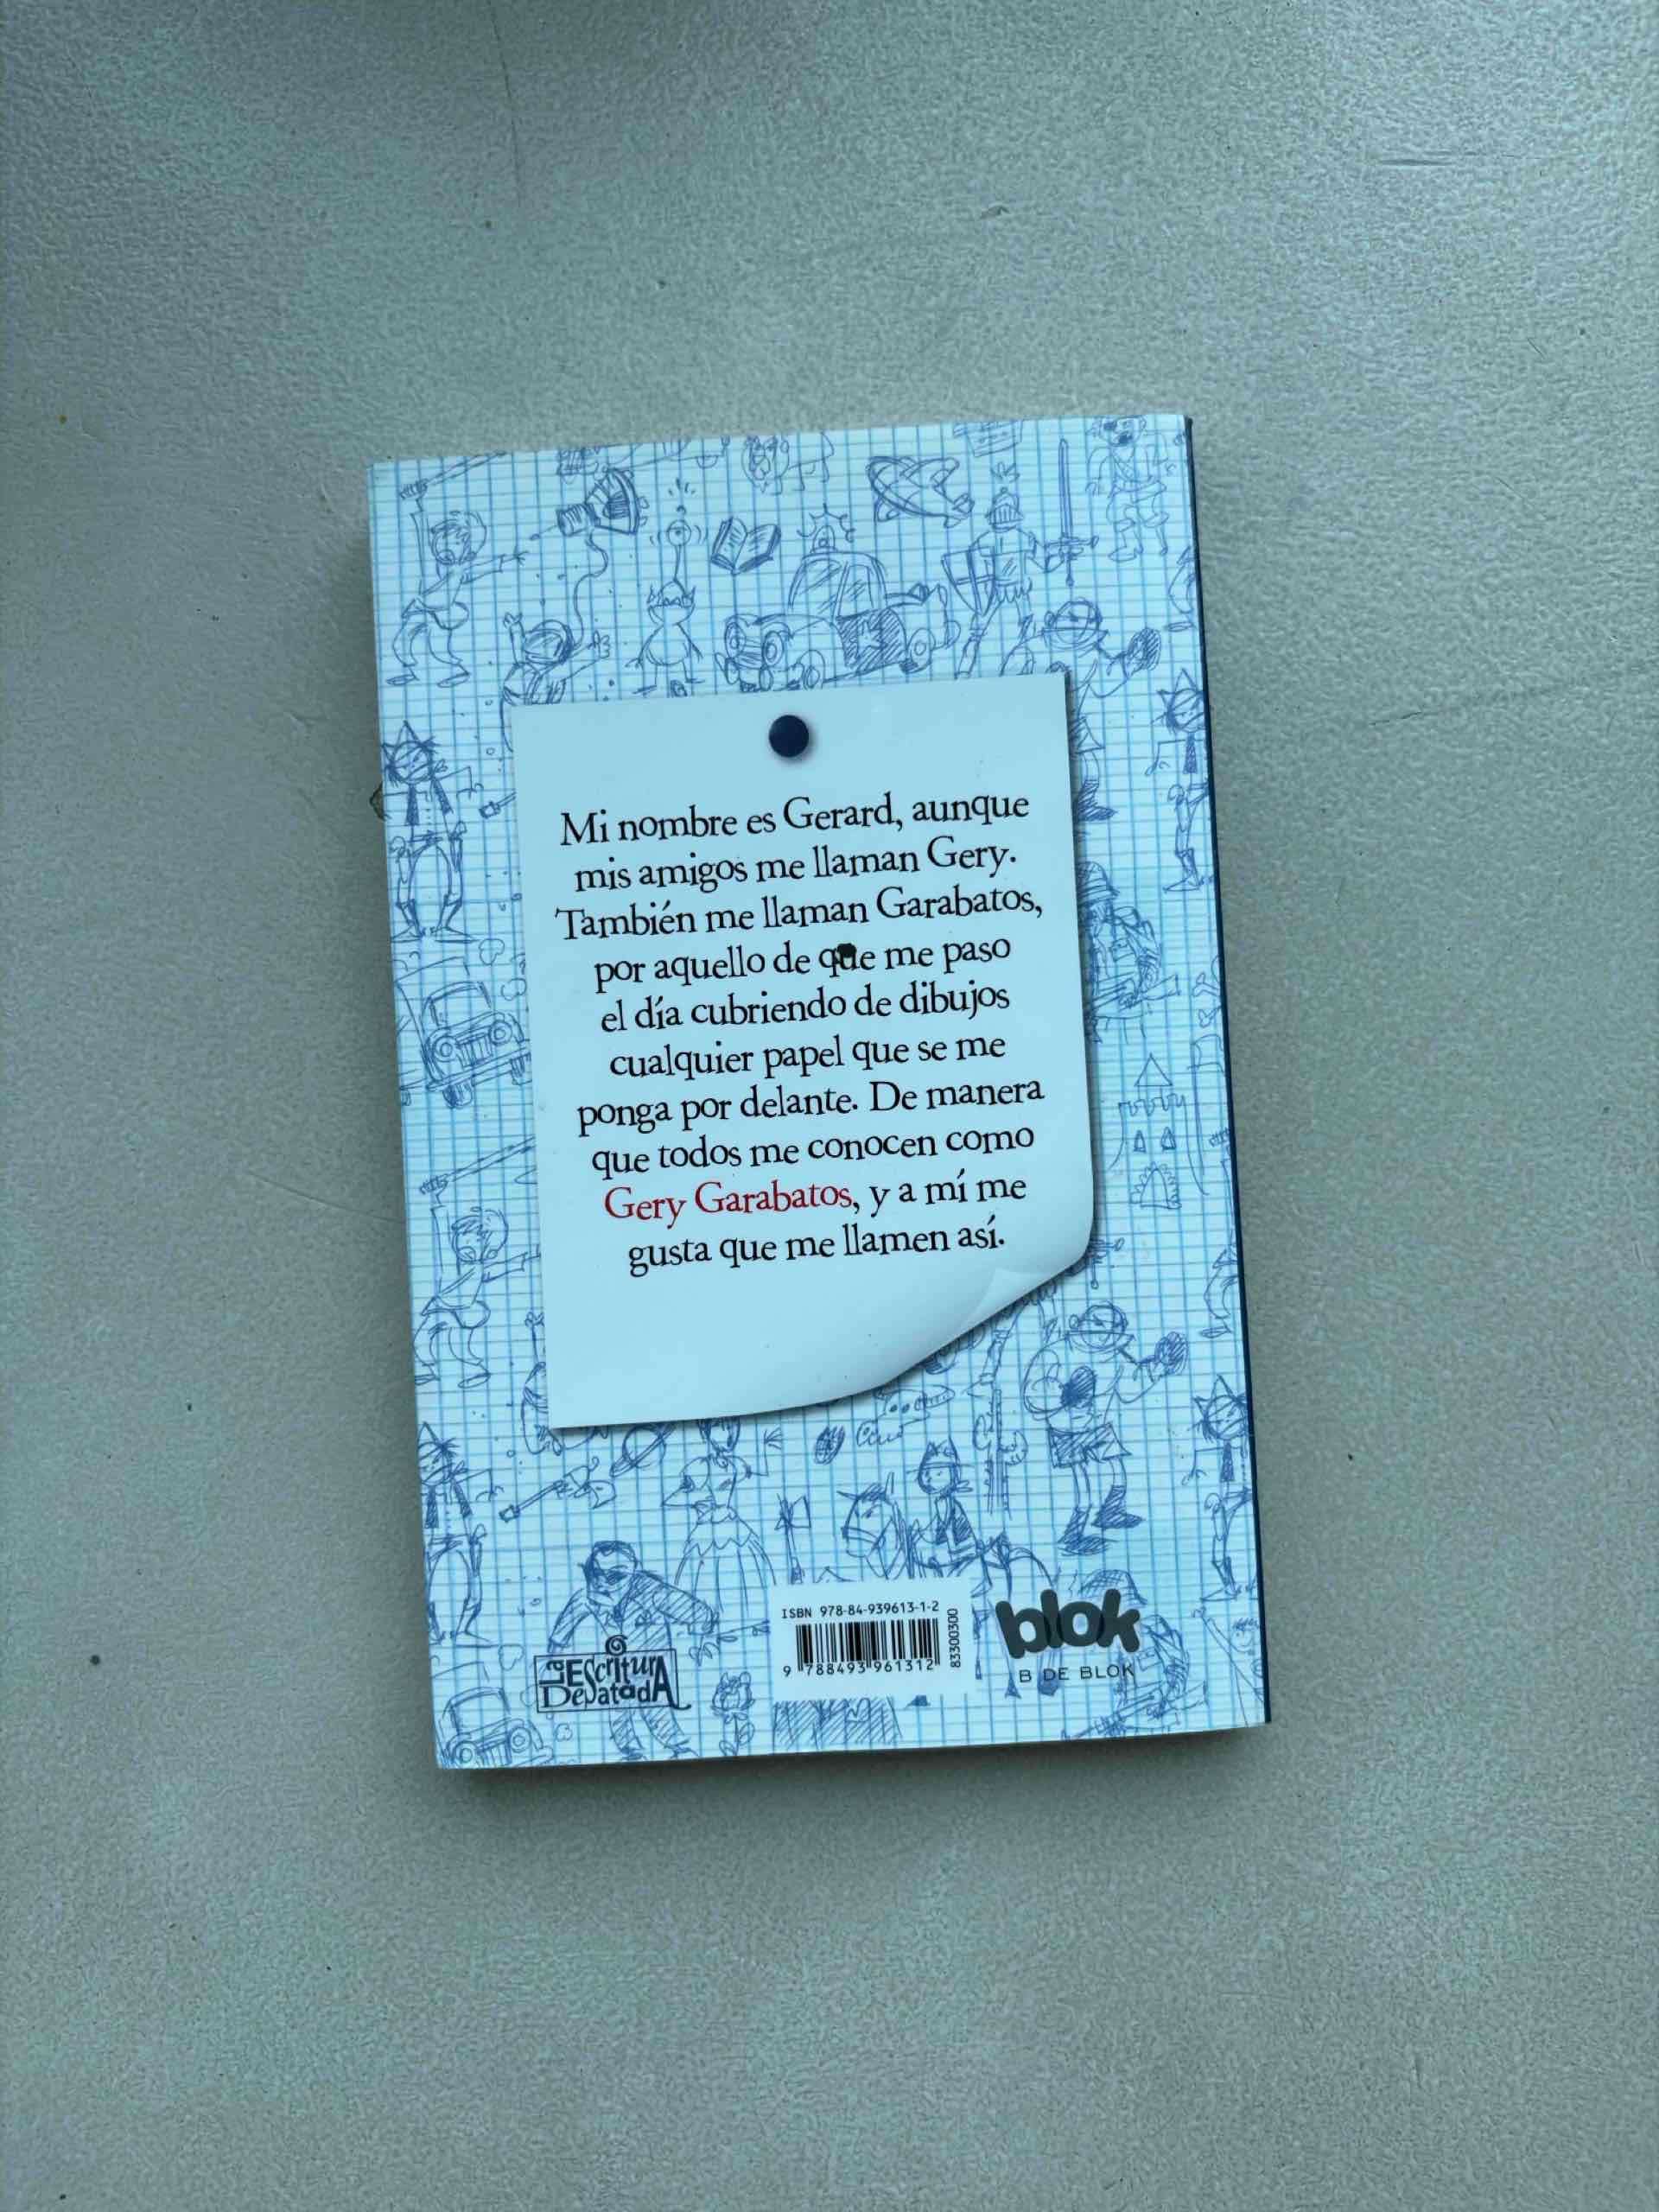 Mi nombre es Gerard, aunque
mis amigos me llaman Gery.
También me llaman Garabatos,
por aquello de que me paso
el día cubriendo de dibujos
cualquier papel que se me
ponga por delante. De manera
que todos me conocen como
Gery Garabatos, y a mí me
gusta que me llamen así.
La EScritura
DesatadA
ISBN 978-84-939613-1-2
9 788493 961312
83300300
blok
B DE BLOK